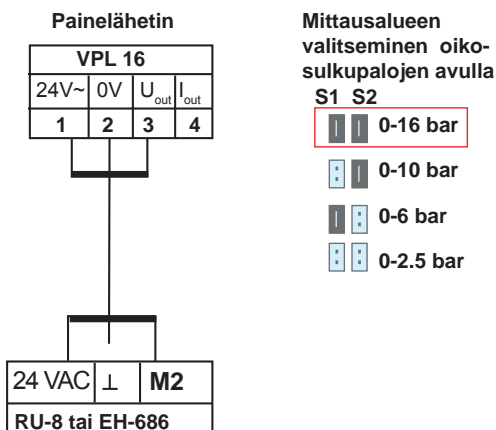 Painelähetin
VPL 16
24V~ 0V Uout Iout
1 2 3 4
24 VAC ⊥ M2
RU-8 tai EH-686
Mittausalueen
valitseminen oiko-
sulkupalojen avulla
S1 S2
0-16 bar
0-10 bar
0-6 bar
0-2.5 bar